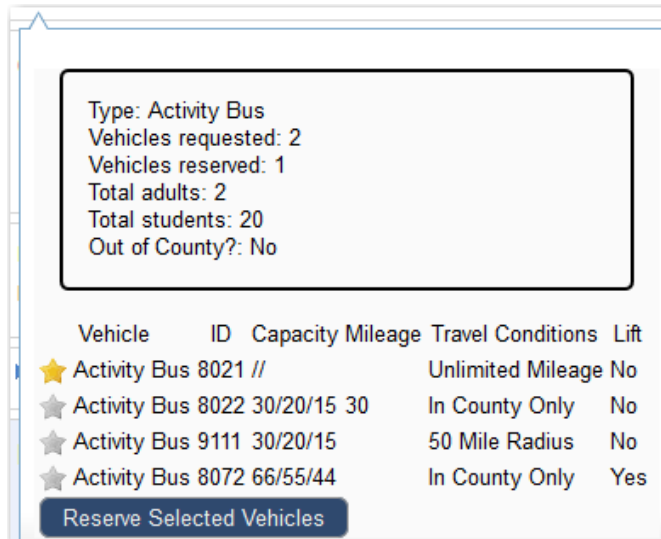 Type: Activity Bus
Vehicles requested: 2
Vehicles reserved: 1
Total adults: 2
Total students: 20
Out of County?: No
Vehicle ID Capacity Mileage Travel Conditions Lift
Activity Bus 8021 // Unlimited Mileage No
Activity Bus 8022 30/20/15 30 In County Only No
Activity Bus 9111 30/20/15 50 Mile Radius No
Activity Bus 8072 66/55/44 In County Only Yes
Reserve Selected Vehicles